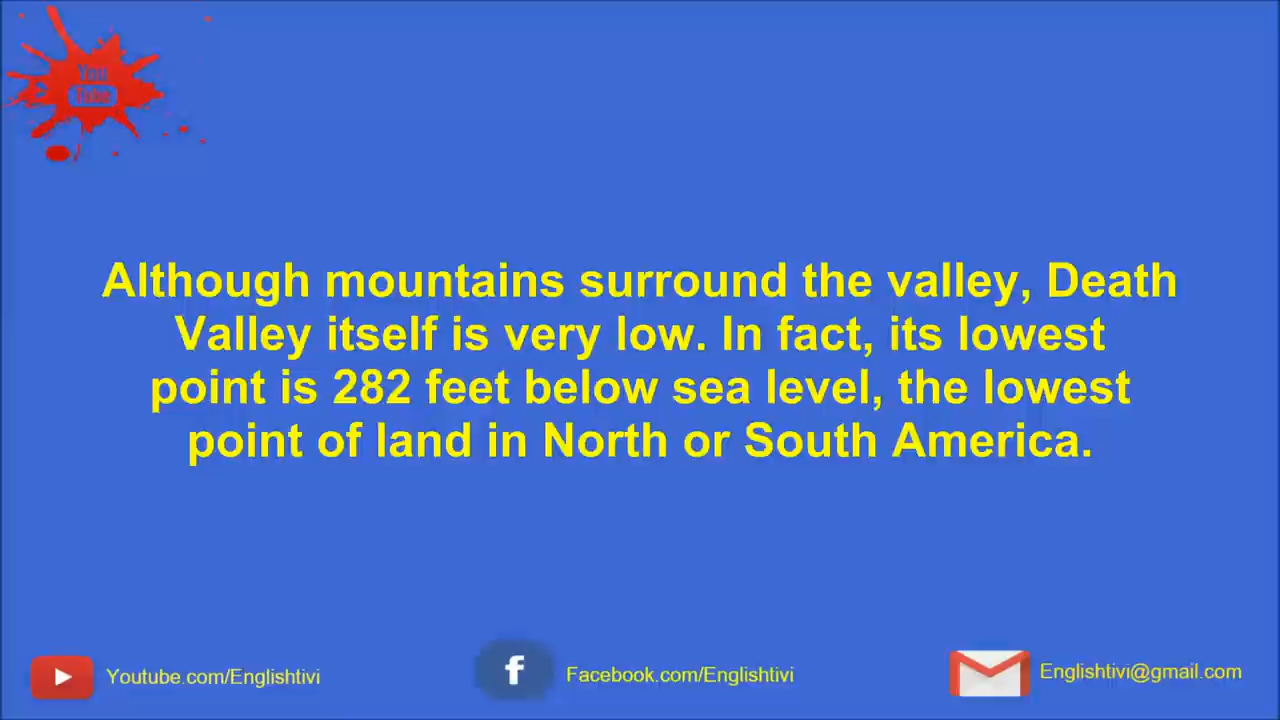 You
Tube
Although mountains surround the valley, Death
Valley itself is very low. In fact, its lowest
point is 282 feet below sea level, the lowest
point of land in North or South America.
Youtube.com/Englishtivi
f
Facebook.com/Englishtivi
Englishtivi@gmail.com